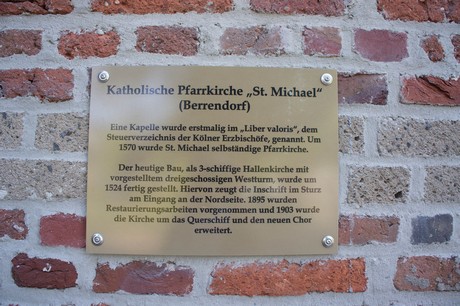 Katholische Pfarrkirche „St. Michael“
(Berrendorf)
Eine Kapelle wurde erstmalig im „Liber valoris“, dem
Steuerverzeichnis der Kölner Erzbischöfe, genannt. Um
1570 wurde St. Michael selbständige Pfarrkirche.
Der heutige Bau, als 3-schiffige Hallenkirche mit
vorgestelltem dreigeschossigen Westturm, wurde um
1524 fertig gestellt. Hiervon zeugt die Inschrift im Sturz
am Eingang an der Nordseite. 1895 wurden
Restaurierungsarbeiten vorgenommen und 1903 wurde
die Kirche um das Querschiff und den neuen Chor
erweitert.